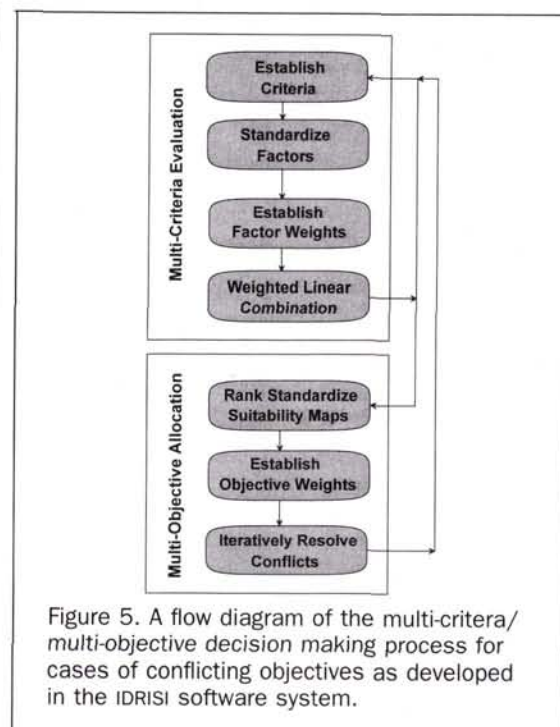 Multi-Criteria Evaluation
Establish
Criteria
Standardize
Factors
Establish
Factor Weights
Weighted Linear
Combination
Multi-Objective Allocation
Rank Standardize
Suitability Maps
Establish
Objective Weights
Iteratively Resolve
Conflicts
Figure 5. A flow diagram of the multi-critera/
multi-objective decision making process for
cases of conflicting objectives as developed
in the IDRISI software system.